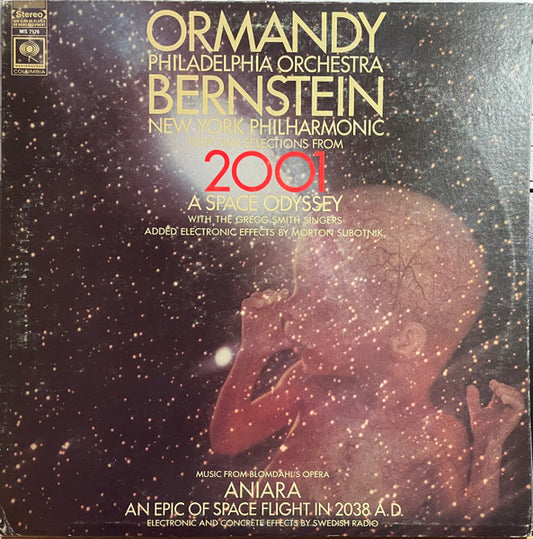 Stereo
MS 7176
COLUMBIA
ORMANDY
PHILADELPHIA ORCHESTRA
BERNSTEIN
NEW YORK PHILHARMONIC
PERFORM SELECTIONS FROM
2001
A SPACE ODYSSEY
WITH THE GREGG SMITH SINGERS
ADDED ELECTRONIC EFFECTS BY MORTON SUBOTNIK
MUSIC FROM BLOMDAHL'S OPERA
ANIARA
AN EPIC OF SPACE FLIGHT IN 2038 A.D.
ELECTRONIC AND CONCRETE EFFECTS BY SWEDISH RADIO